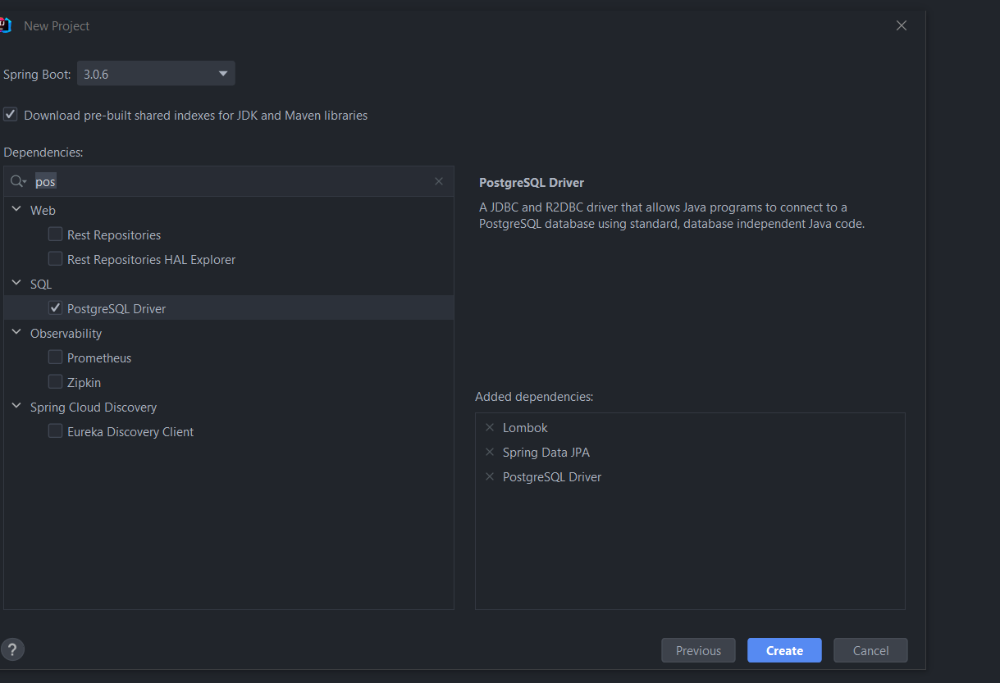 New Project
Spring Boot: 3.0.6
Download pre-built shared indexes for JDK and Maven libraries
Dependencies:
pos
Web
Rest Repositories
Rest Repositories HAL Explorer
SQL
PostgreSQL Driver
Observability
Prometheus
Zipkin
Spring Cloud Discovery
Eureka Discovery Client
PostgreSQL Driver
A JDBC and R2DBC driver that allows Java programs to connect to a
PostgreSQL database using standard, database independent Java code.
Added dependencies:
Lombok
Spring Data JPA
PostgreSQL Driver
?
Previous Create Cancel